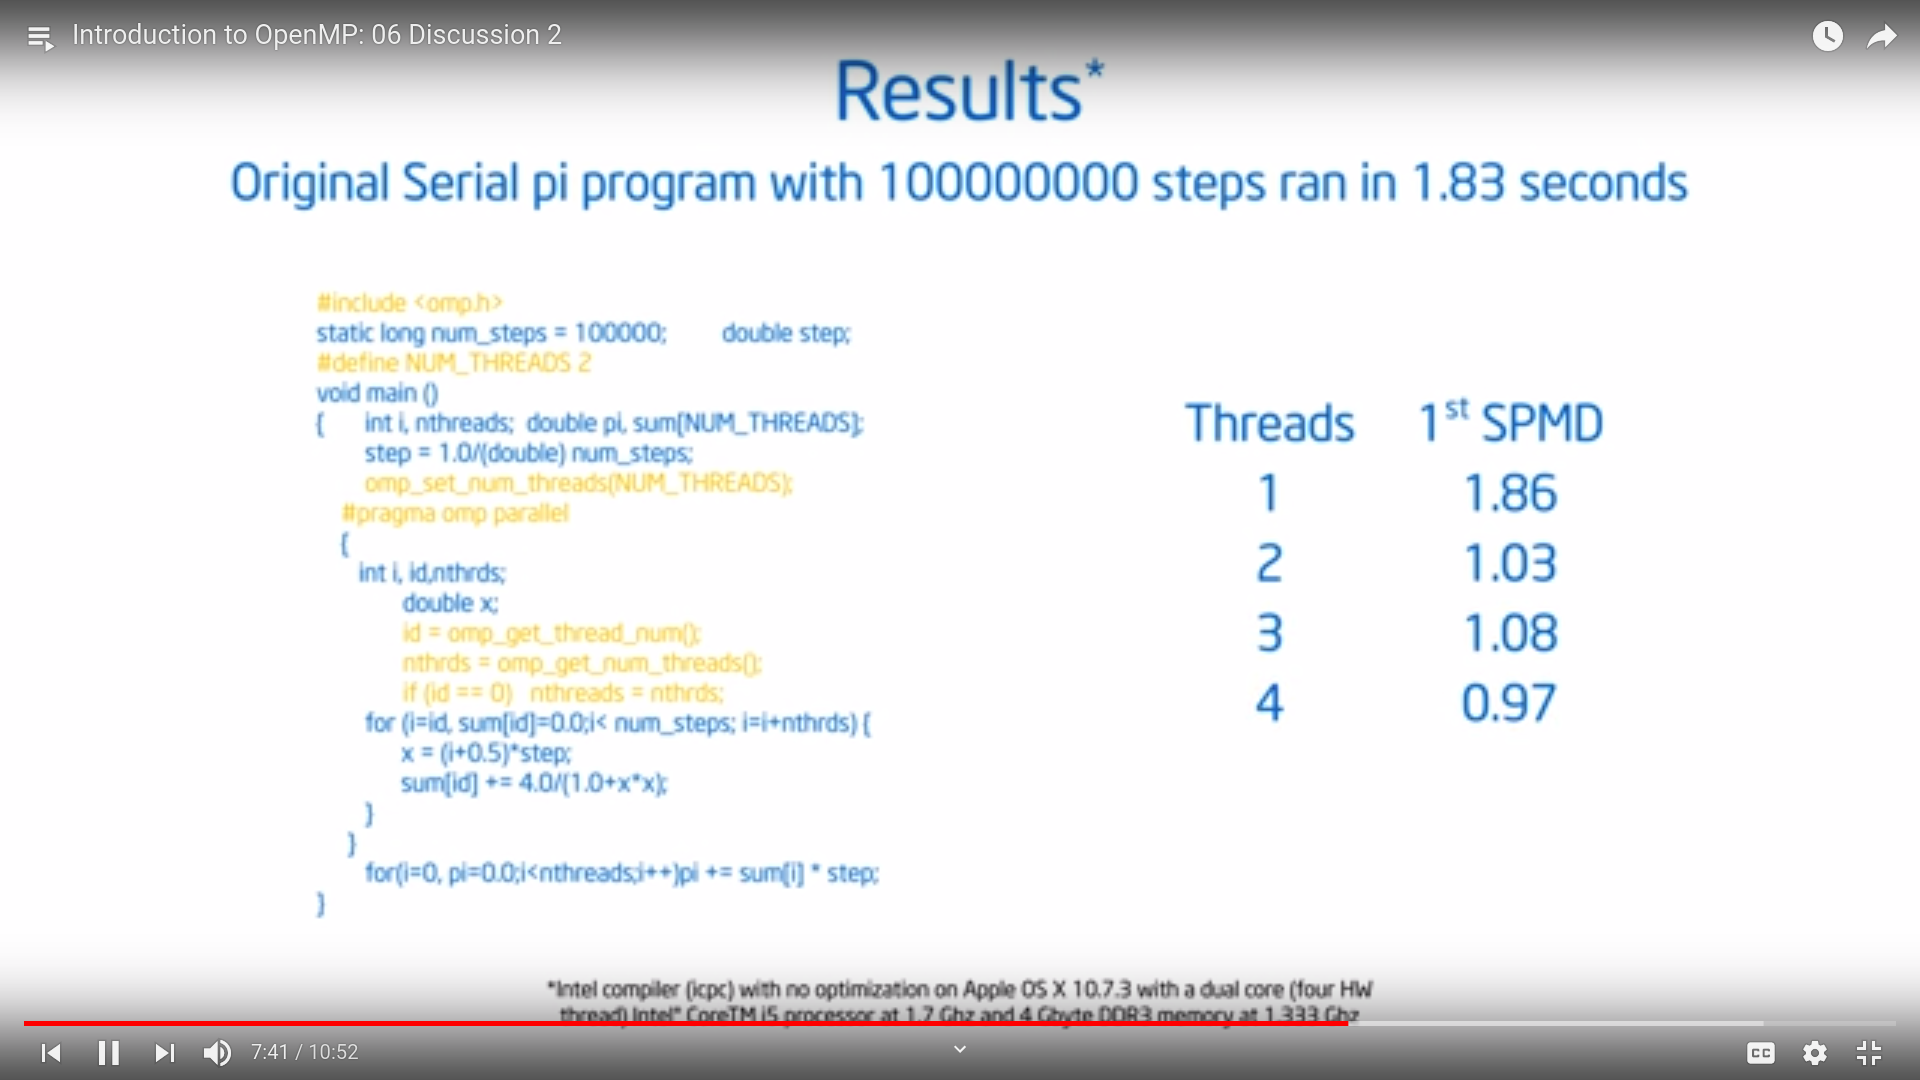 Introduction to OpenMP: 06 Discussion 2
Results*
Original Serial pi program with 100000000 steps ran in 1.83 seconds
#include <omp.h>
static long num_steps = 100000;        double step;
#define NUM_THREADS 2
void main ()
{      int i, nthreads;  double pi, sum[NUM_THREADS];
step = 1.0/(double) num_steps;
omp_set_num_threads(NUM_THREADS);
#pragma omp parallel
{
int i, id,nthrds;
double x;
id = omp_get_thread_num();
nthrds = omp_get_num_threads();
if (id == 0)   nthreads = nthrds;
for (i=id, sum[id]=0.0;i< num_steps; i=i+nthrds) {
x = (i+0.5)*step;
sum[id] += 4.0/(1.0+x*x);
}
}
for(i=0, pi=0.0;i<nthreads;i++)pi += sum[i] * step;
}
Threads 1st SPMD
1 1.86
2 1.03
3 1.08
4 0.97
*Intel compiler (icpc) with no optimization on Apple OS X 10.7.3 with a dual core (four HW
thread) Intel® CoreTM i5 processor at 1.7 Ghz and 4 Gbyte DDR3 memory at 1.333 Ghz
7:41 / 10:52
CC